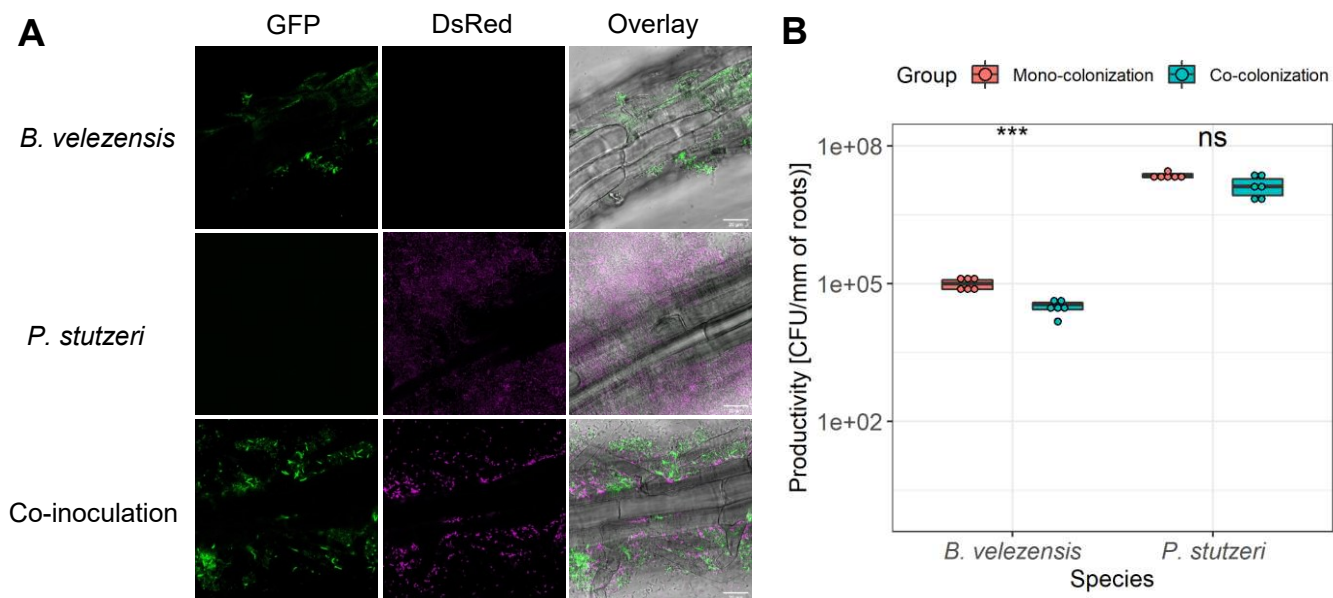 A
GFP DsRed Overlay
B. velezensis
P. stutzeri
Co-inoculation
B
Group Mono-colonization Co-colonization
*** ns
1e+08
1e+05
1e+02
Productivity [CFU/mm of roots)]
B. velezensis P. stutzeri
Species